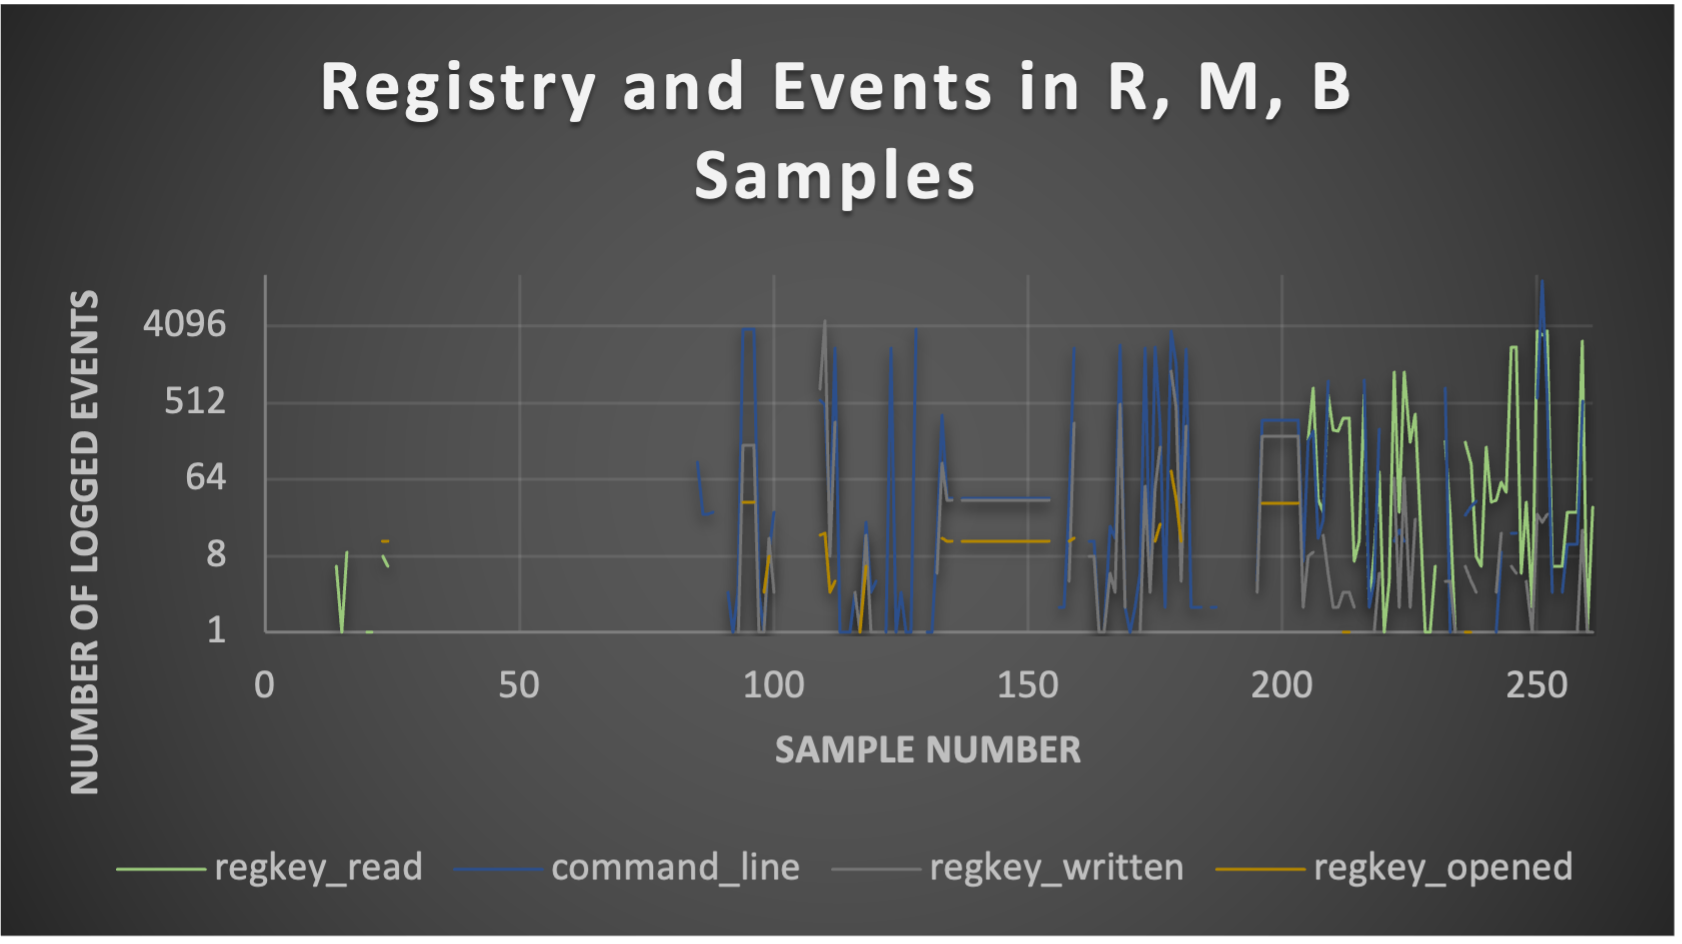 Registry and Events in R, M, B
Samples
NUMBER OF LOGGED EVENTS
4096
512
64
8
1
0 50 100 150 200 250
SAMPLE NUMBER
regkey_read command_line regkey_written regkey_opened